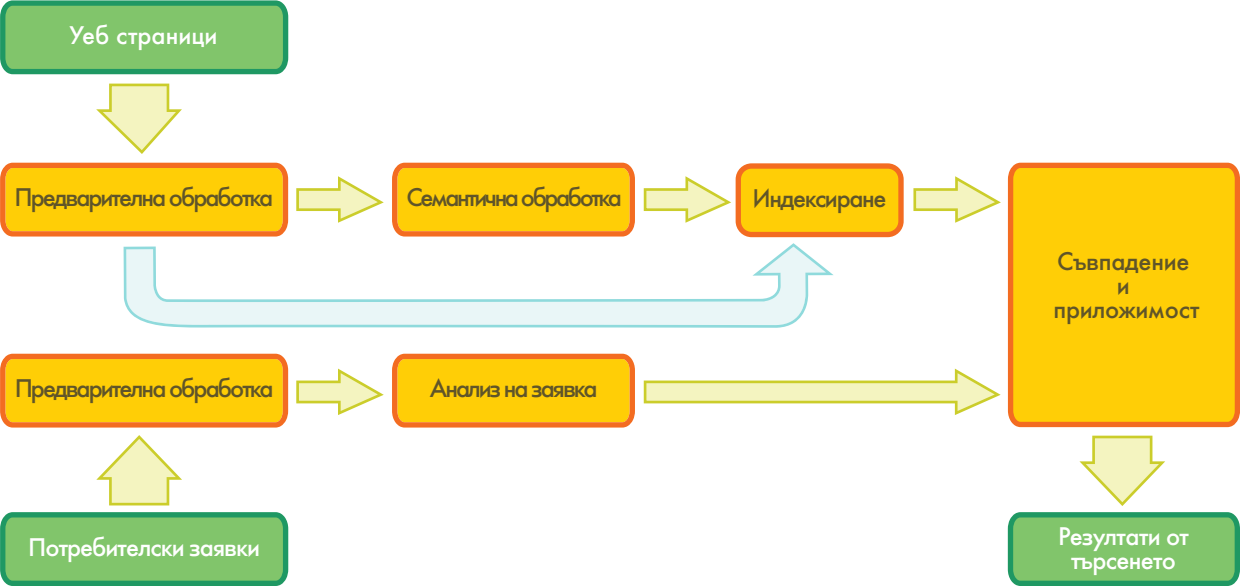 Уеб страници
Предварителна обработка
Семантична обработка
Индексиране
Съвпадение
и
приложимост
Предварителна обработка
Анализ на заявка
Потребителски заявки
Резултати от
търсенето